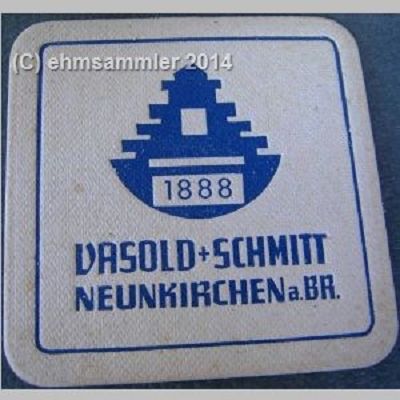 (C) ehmsammler 2014
1888
VASOLD+SCHMITT
NEUNKIRCHEN a.BR.